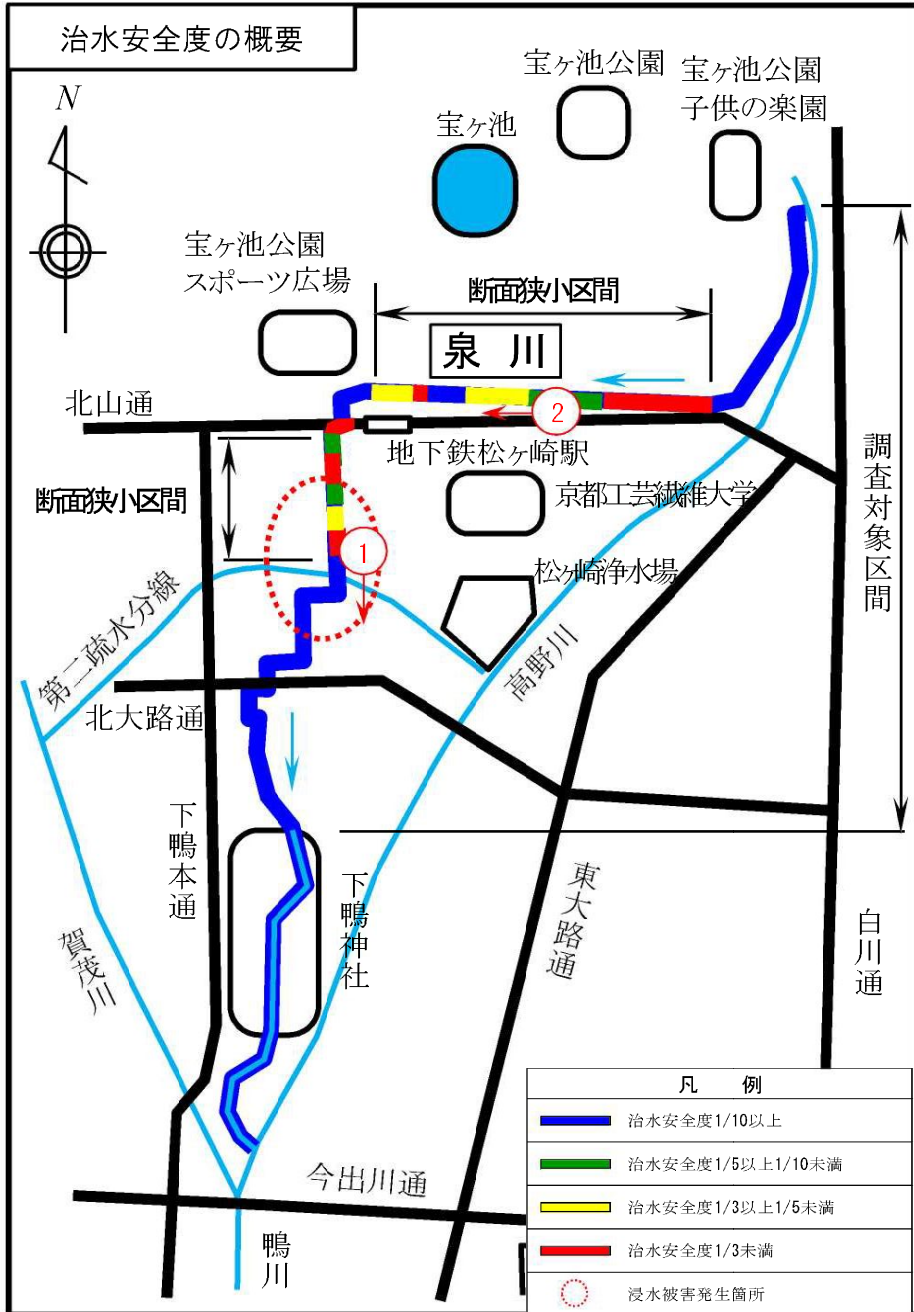 治水安全度の概要
N
宝ヶ池公園
宝ヶ池公園
子供の楽園
宝ヶ池
宝ヶ池公園
スポーツ広場
断面狭小区間
泉 川
北山通
②
地下鉄松ヶ崎駅
断面狭小区間
京都工芸繊維大学
調査対象区間
①
松ヶ崎浄水場
第二疏水分線
高野川
北大路通
下鴨本通
下鴨神社
東大路通
白川通
賀茂川
今出川通
鴨川
凡 例
治水安全度1/10以上
治水安全度1/5以上1/10未満
治水安全度1/3以上1/5未満
治水安全度1/3未満
浸水被害発生箇所